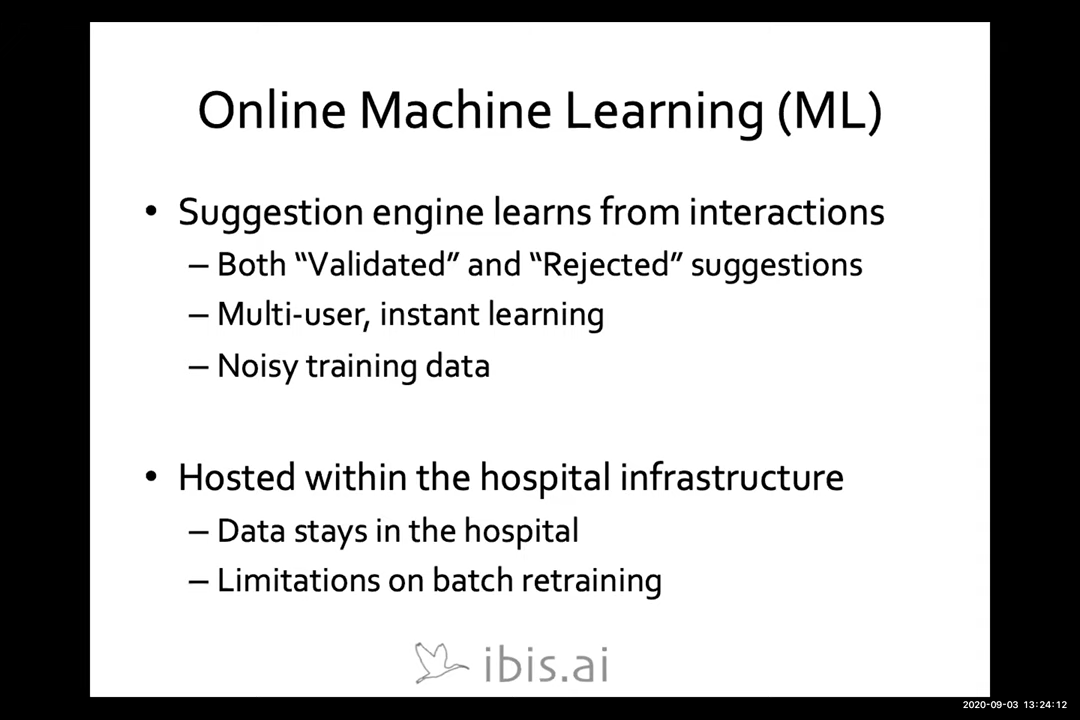 Online Machine Learning (ML)
• Suggestion engine learns from interactions
– Both “Validated” and “Rejected” suggestions
– Multi-user, instant learning
– Noisy training data
• Hosted within the hospital infrastructure
– Data stays in the hospital
– Limitations on batch retraining
ibis.ai
2020-09-03 13:24:12